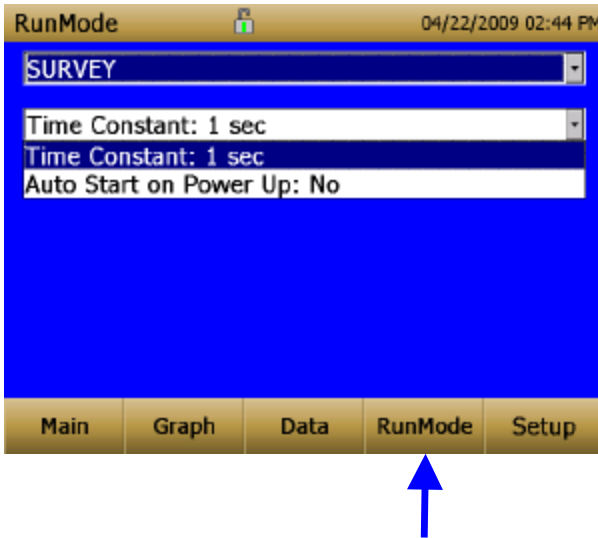 RunMode 04/22/2009 02:44 PM
SURVEY
Time Constant: 1 sec
Time Constant: 1 sec
Auto Start on Power Up: No
Main Graph Data RunMode Setup